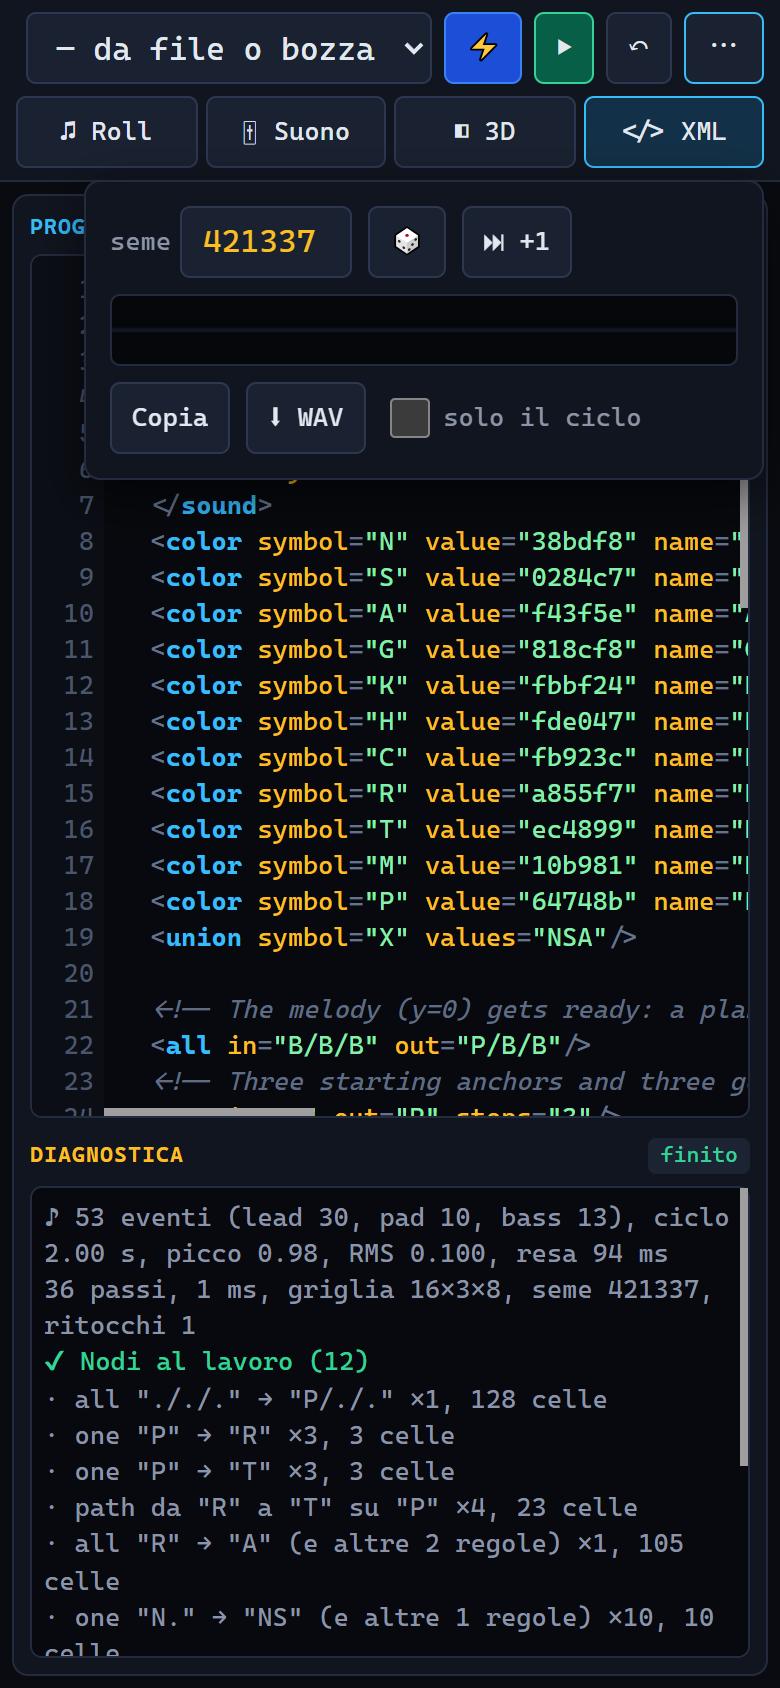 — da file o bozza
Roll
Suono
3D
</> XML
seme 421337 +1
Copia
WAV
solo il ciclo
PROG
7 </sound>
8 <color symbol="N" value="38bdf8" name="
9 <color symbol="S" value="0284c7" name="
10 <color symbol="A" value="f43f5e" name="
11 <color symbol="G" value="818cf8" name="
12 <color symbol="K" value="fbbf24" name="
13 <color symbol="H" value="fde047" name="
14 <color symbol="C" value="fb923c" name="
15 <color symbol="R" value="a855f7" name="
16 <color symbol="T" value="ec4899" name="
17 <color symbol="M" value="10b981" name="
18 <color symbol="P" value="64748b" name="
19 <union symbol="X" values="NSA"/>
20
21 <!-- The melody (y=0) gets ready: a
22 <all in="B/B/B" out="P/B/B"/>
23 <!-- Three starting anchors and three
24 out="R" steps="3"/>
DIAGNOSTICA
finito
♪ 53 eventi (lead 30, pad 10, bass 13), ciclo
2.00 s, picco 0.98, RMS 0.100, resa 94 ms
36 passi, 1 ms, griglia 16×3×8, seme 421337,
ritocchi 1
✓ Nodi al lavoro (12)
· all "././." → "P/./." ×1, 128 celle
· one "P" → "R" ×3, 3 celle
· one "P" → "T" ×3, 3 celle
· path da "R" a "T" su "P" ×4, 23 celle
· all "R" → "A" (e altre 2 regole) ×1, 105
celle
· one "N." → "NS" (e altre 1 regole) ×10, 10
celle